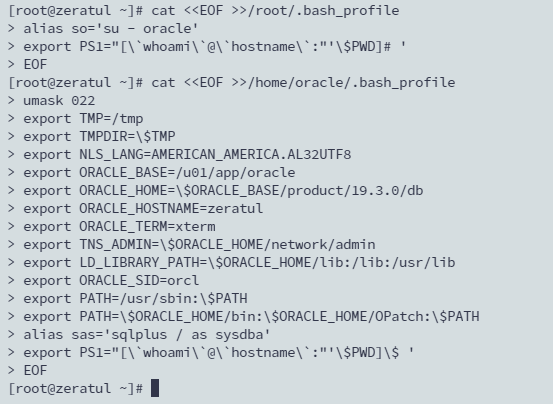 [root@zeratul ~]# cat <<EOF >>/root/.bash_profile
> alias so='su - oracle'
> export PS1="[\`whoami\`@\`hostname\`:"'\$PWD]# '
> EOF
[root@zeratul ~]# cat <<EOF >>/home/oracle/.bash_profile
> umask 022
> export TMP=/tmp
> export TMPDIR=\$TMP
> export NLS_LANG=AMERICAN_AMERICA.AL32UTF8
> export ORACLE_BASE=/u01/app/oracle
> export ORACLE_HOME=\$ORACLE_BASE/product/19.3.0/db
> export ORACLE_HOSTNAME=zeratul
> export ORACLE_TERM=xterm
> export TNS_ADMIN=\$ORACLE_HOME/network/admin
> export LD_LIBRARY_PATH=\$ORACLE_HOME/lib:/lib:/usr/lib
> export ORACLE_SID=orcl
> export PATH=/usr/sbin:\$PATH
> export PATH=\$ORACLE_HOME/bin:\$ORACLE_HOME/OPatch:\$PATH
> alias sas='sqlplus / as sysdba'
> export PS1="[\`whoami\`@\`hostname\`:"'\$PWD]\$ '
> EOF
[root@zeratul ~]#